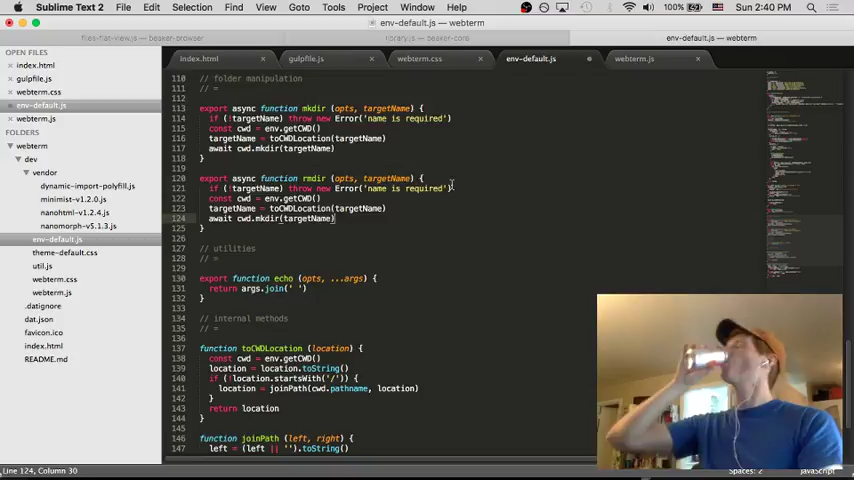 Sublime Text 2 File Edit Selection Find View Goto Tools Project Window Help 100% Sun 2:40 PM
env-default.js — webterm
files-flat-view.js — beaker-browser library.js — beaker-core env-default.js — webterm
OPEN FILES
index.html
gulpfile.js
webterm.css
env-default.js
webterm.js
FOLDERS
webterm
dev
vendor
dynamic-import-polyfill.js
minimist-v1.2.0.js
nanohtml-v1.2.4.js
nanomorph-v5.1.3.js
env-default.js
theme-default.css
util.js
webterm.css
webterm.js
.datignore
dat.json
favicon.ico
index.html
README.md
index.html gulpfile.js webterm.css env-default.js webterm.js
110 // folder manipulation
111 // =
112
113 export async function mkdir (opts, targetName) {
114 if (!targetName) throw new Error('name is required')
115 const cwd = env.getCWD()
116 targetName = toCWDLocation(targetName)
117 await cwd.mkdir(targetName)
118 }
119
120 export async function rmdir (opts, targetName) {
121 if (!targetName) throw new Error('name is required')
122 const cwd = env.getCWD()
123 targetName = toCWDLocation(targetName)
124 await cwd.mkdir(targetName)
125 }
126
127 // utilities
128 // =
129
130 export function echo (opts, ...args) {
131 return args.join(' ')
132 }
133
134 // internal methods
135 // =
136
137 function toCWDLocation (location) {
138 const cwd = env.getCWD()
139 location = location.toString()
140 if (!location.startsWith('/')) {
141 location = joinPath(cwd.pathname, location)
142 }
143 return location
144 }
145
146 function joinPath (left, right) {
147 left = (left || '').toString()
Line 124, Column 30 Spaces: 2 JavaScript